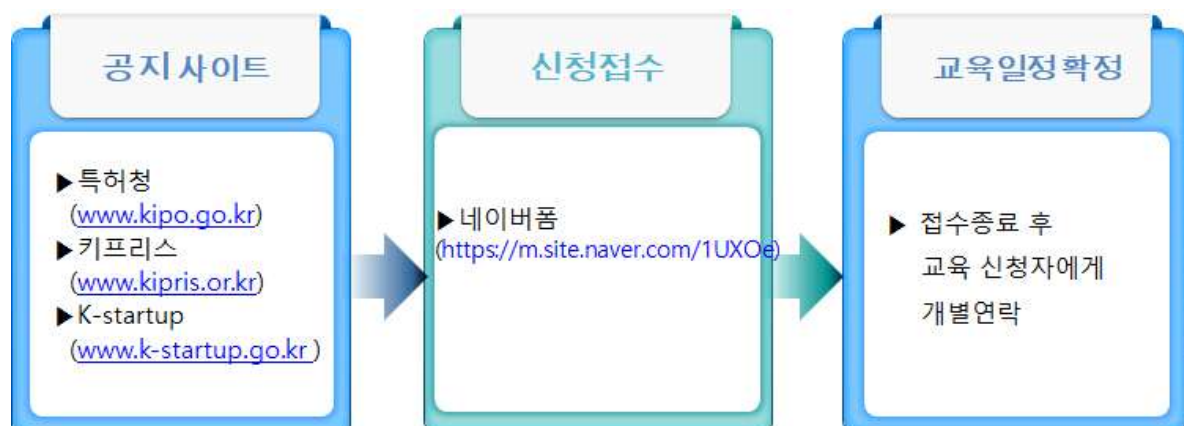 공지 사이트
▶특허청
(www.kipo.go.kr)
▶키프리스
(www.kipris.or.kr)
▶K-startup
(www.k-startup.go.kr )
신청접수
▶네이버폼
(https://m.site.naver.com/1UXOe)
교육일정확정
▶ 접수종료 후
교육 신청자에게
개별연락